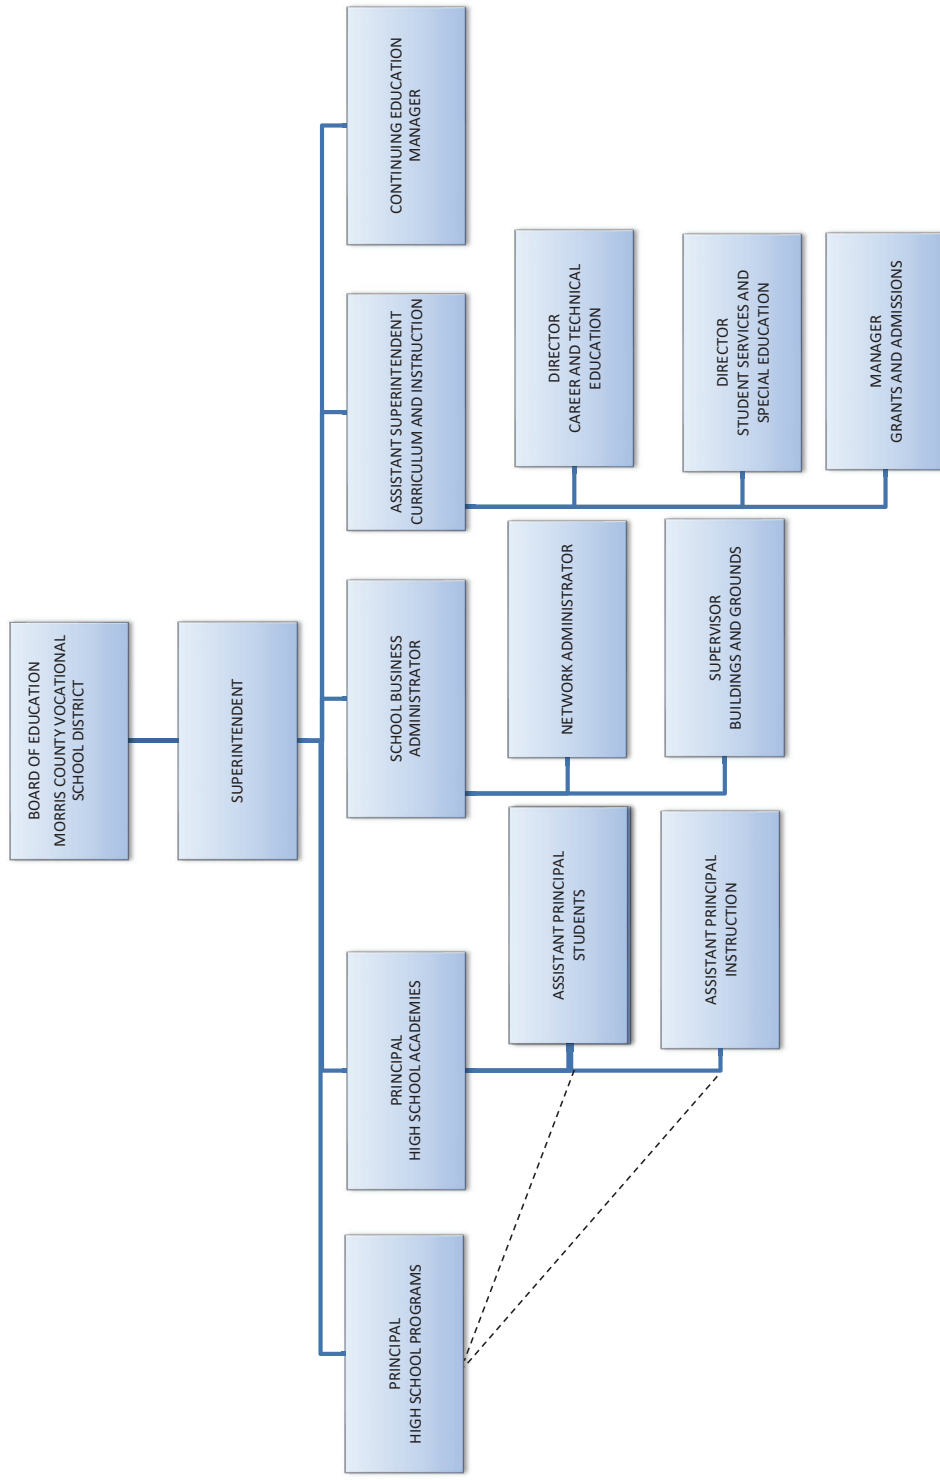 BOARD OF EDUCATION
MORRIS COUNTY VOCATIONAL
SCHOOL DISTRICT
SUPERINTENDENT
PRINCIPAL
HIGH SCHOOL PROGRAMS
PRINCIPAL
HIGH SCHOOL ACADEMIES
SCHOOL BUSINESS
ADMINISTRATOR
ASSISTANT SUPERINTENDENT
CURRICULUM AND INSTRUCTION
CONTINUING EDUCATION
MANAGER
ASSISTANT PRINCIPAL
STUDENTS
NETWORK ADMINISTRATOR
DIRECTOR
CAREER AND TECHNICAL
EDUCATION
ASSISTANT PRINCIPAL
INSTRUCTION
SUPERVISOR
BUILDINGS AND GROUNDS
DIRECTOR
STUDENT SERVICES AND
SPECIAL EDUCATION
MANAGER
GRANTS AND ADMISSIONS